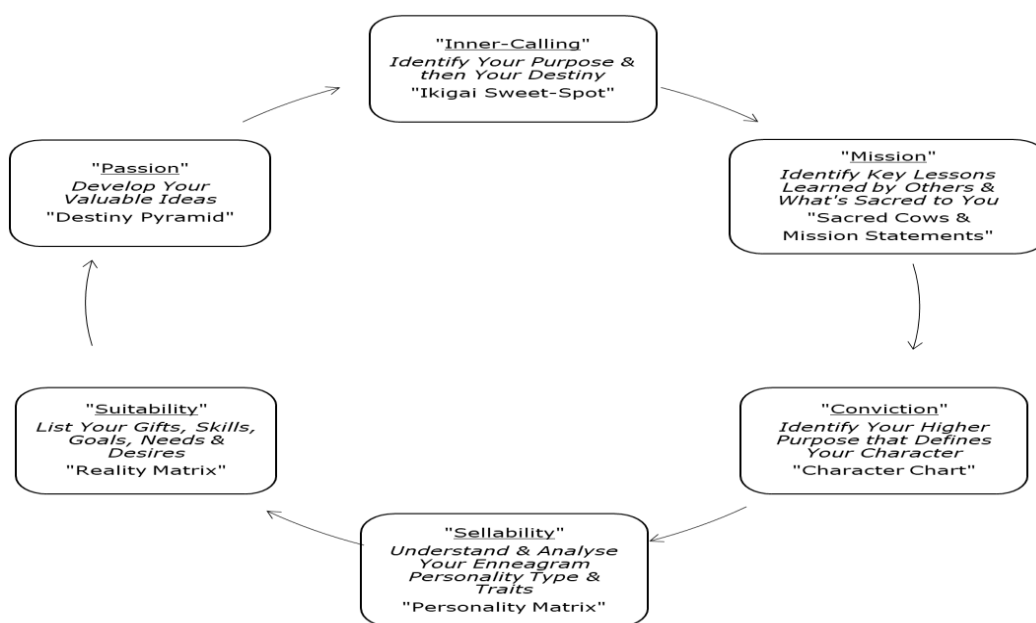 "Inner-Calling"
Identify Your Purpose &
then Your Destiny
"Ikigai Sweet-Spot"
"Mission"
Identify Key Lessons
Learned by Others &
What's Sacred to You
"Sacred Cows &
Mission Statements"
"Conviction"
Identify Your Higher
Purpose that Defines
Your Character
"Character Chart"
"Sellability"
Understand & Analyse
Your Enneagram
Personality Type &
Traits
"Personality Matrix"
"Suitability"
List Your Gifts, Skills,
Goals, Needs &
Desires
"Reality Matrix"
"Passion"
Develop Your
Valuable Ideas
"Destiny Pyramid"